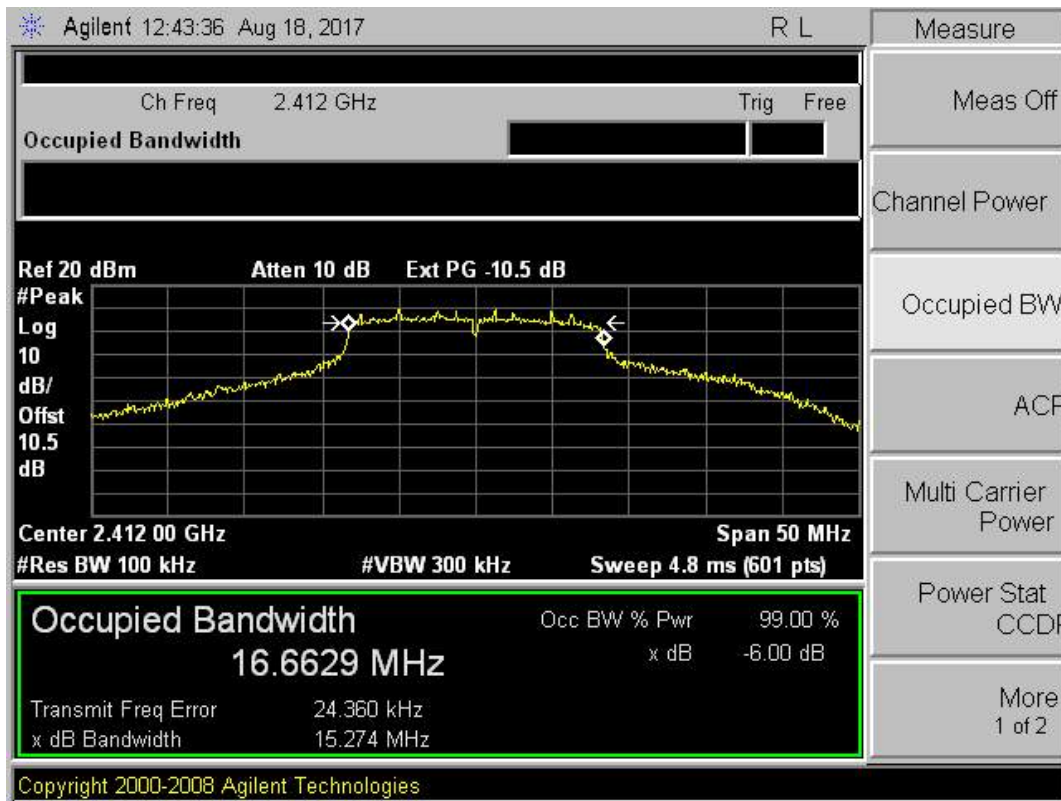 Agilent 12:43:36 Aug 18, 2017 R L
Measure
Ch Freq 2.412 GHz Trig Free
Occupied Bandwidth
Meas Off
Channel Power
Occupied BW
ACP
Multi Carrier
Power
Power Stat
CCDF
More
1 of 2
Ref 20 dBm Atten 10 dB Ext PG -10.5 dB
#Peak
Log
10
dB/
Offst
10.5
dB
Center 2.412 00 GHz Span 50 MHz
#Res BW 100 kHz #VBW 300 kHz Sweep 4.8 ms (601 pts)
Occupied Bandwidth
16.6629 MHz
Occ BW % Pwr 99.00 %
x dB -6.00 dB
Transmit Freq Error 24.360 kHz
x dB Bandwidth 15.274 MHz
Copyright 2000-2008 Agilent Technologies